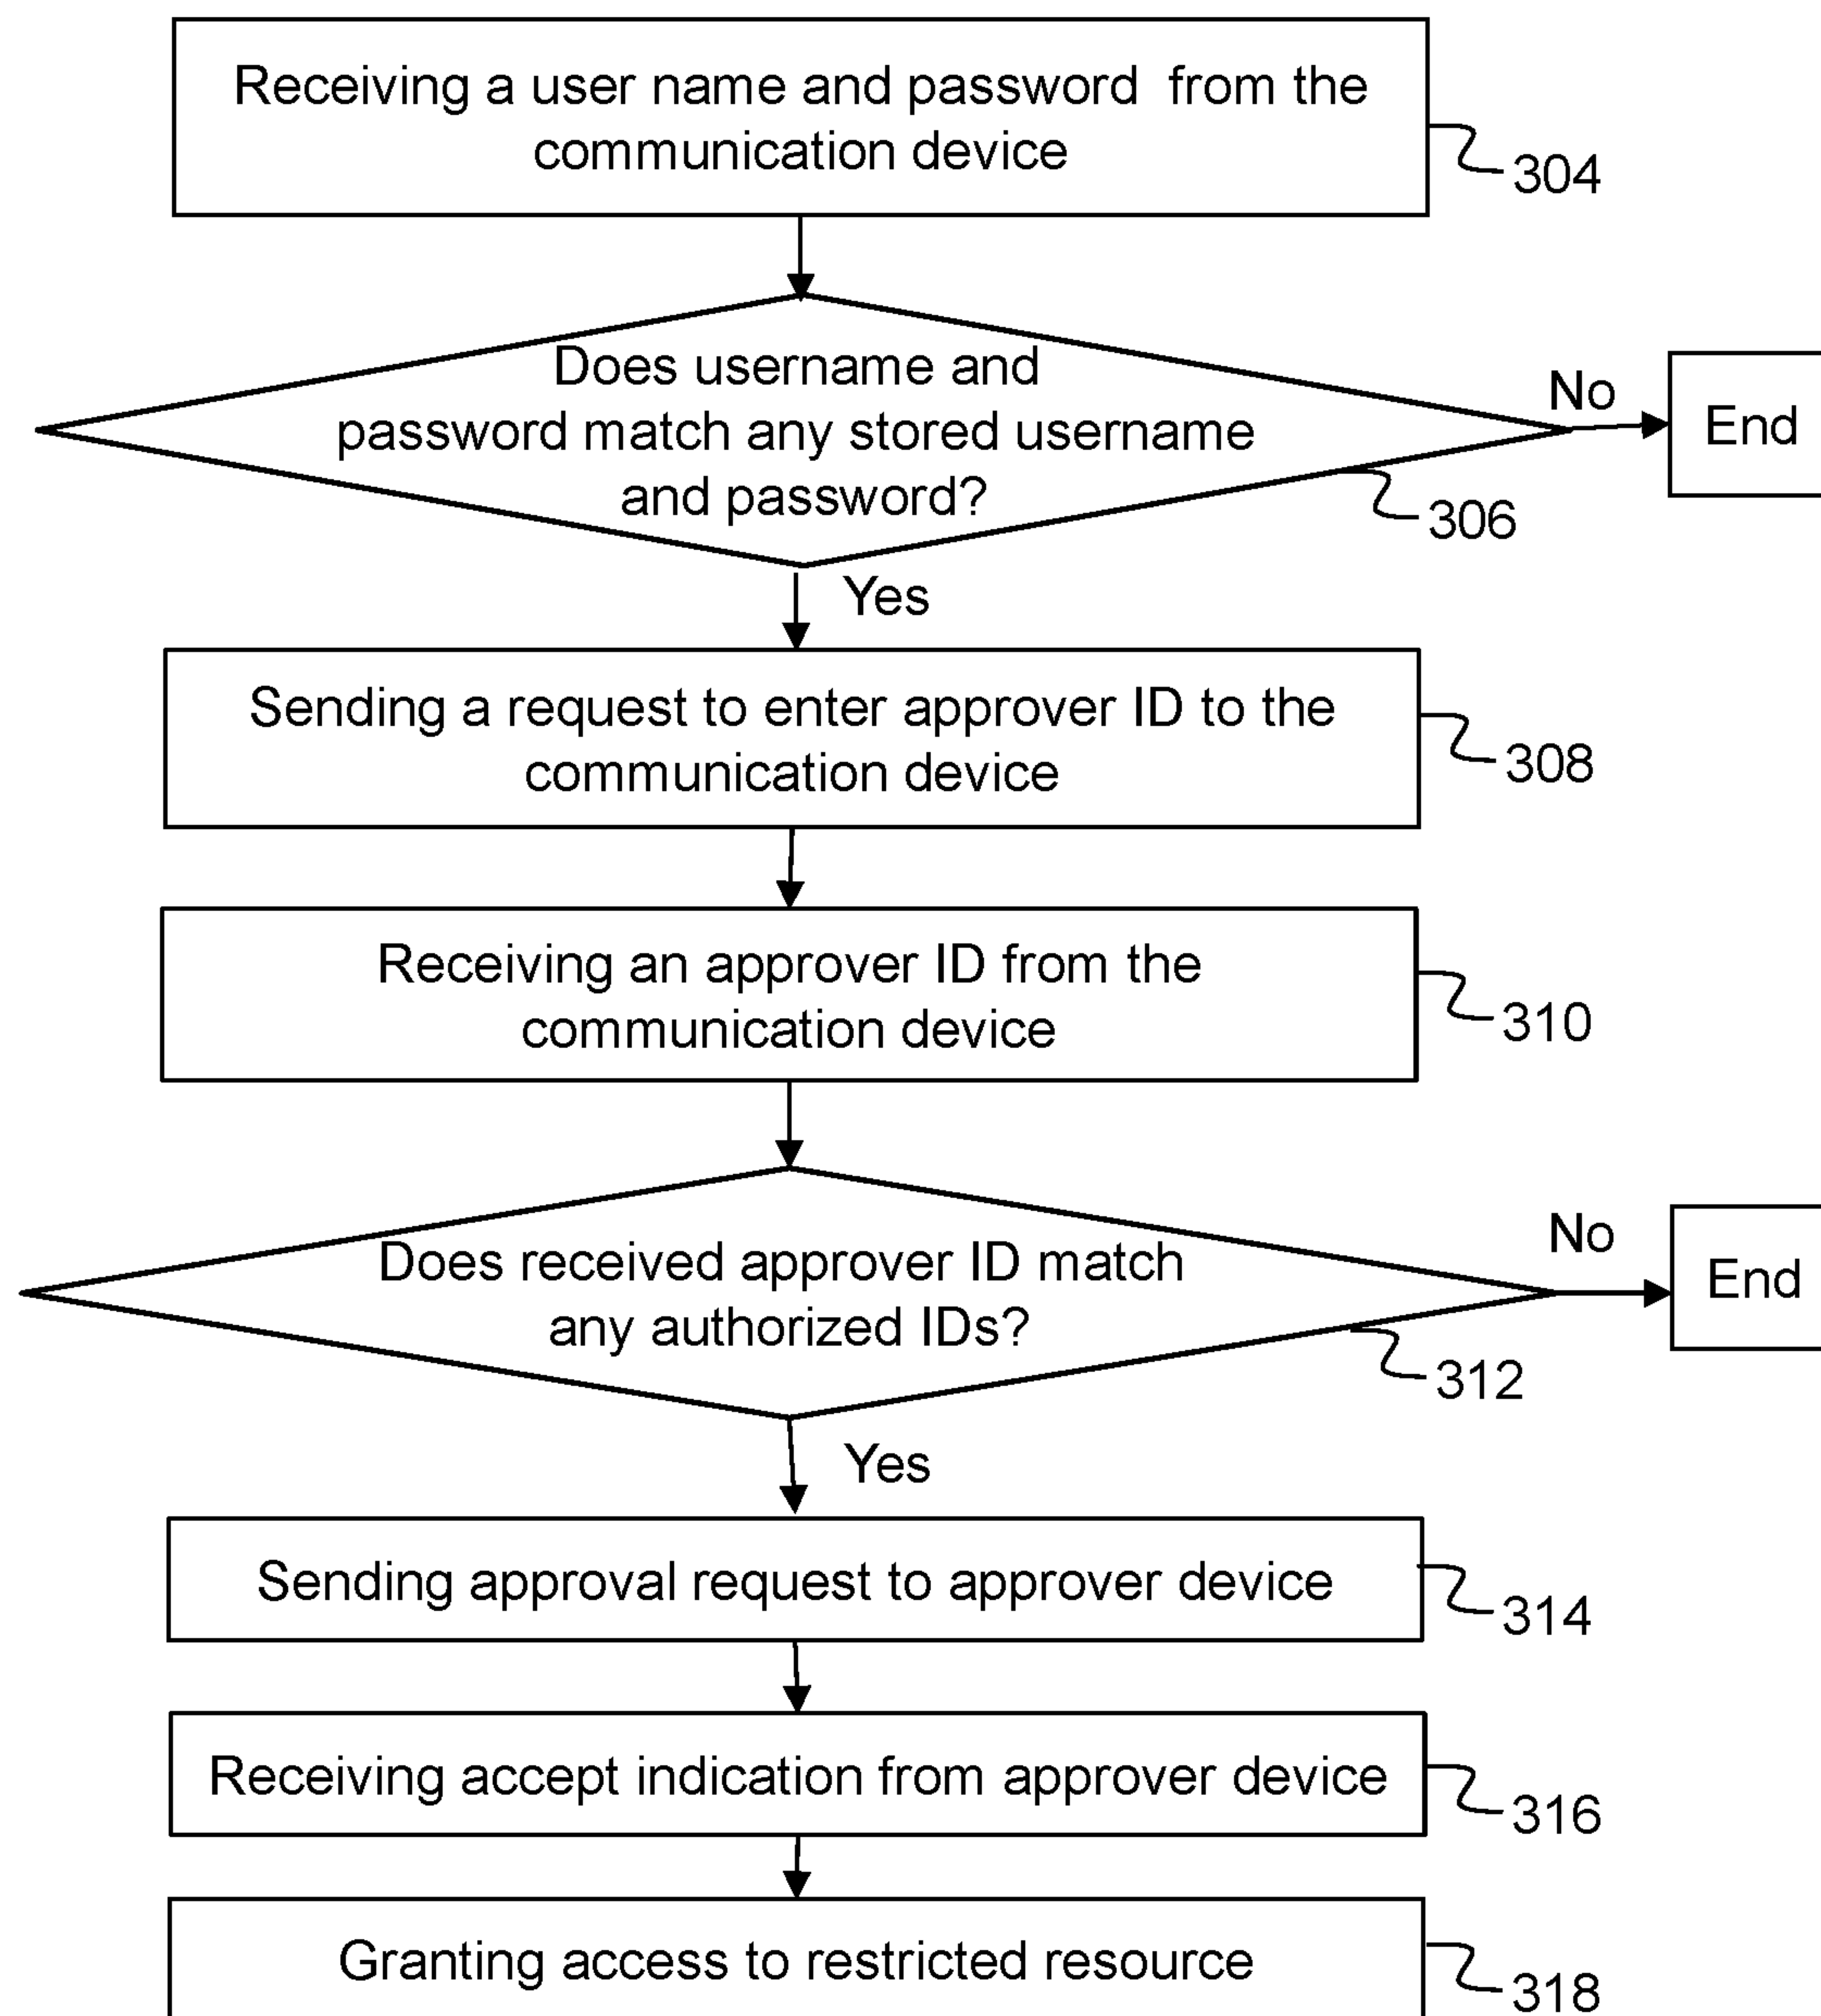 Receiving a user name and password from the
communication device
304
Does username and
password match any stored username
and password?
No
End
306
Yes
Sending a request to enter approver ID to the
communication device
308
Receiving an approver ID from the
communication device
310
Does received approver ID match
any authorized IDs?
No
End
312
Yes
Sending approval request to approver device
314
Receiving accept indication from approver device
316
Granting access to restricted resource
318